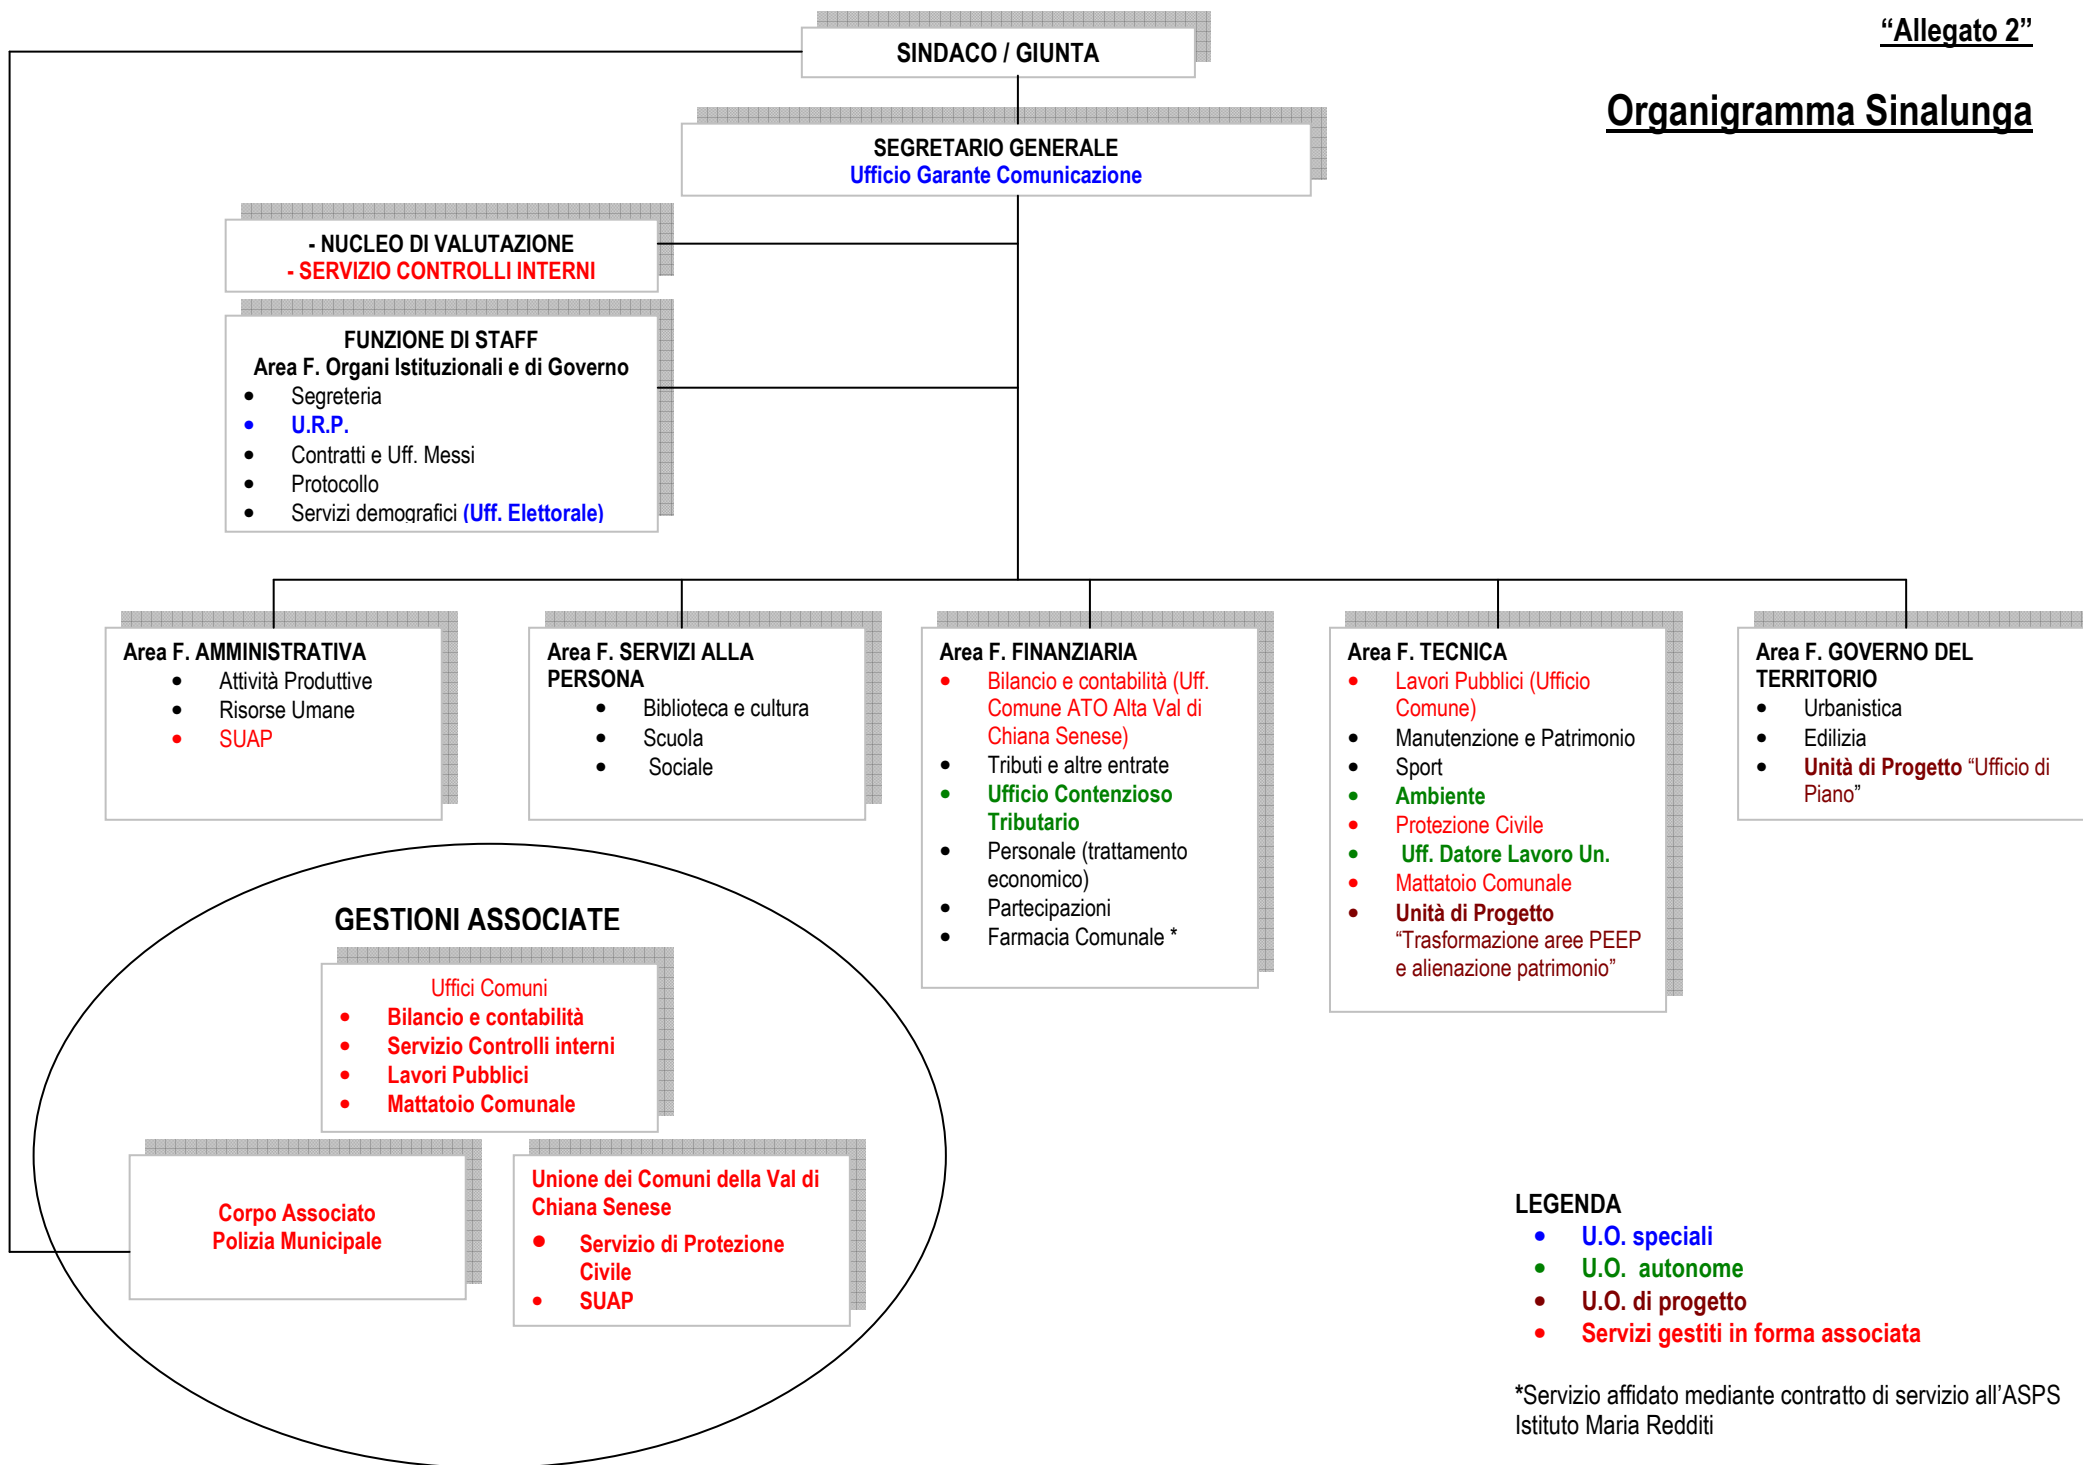 “Allegato 2”
Organigramma Sinalunga
SINDACO / GIUNTA
SEGRETARIO GENERALE
Ufficio Garante Comunicazione
- NUCLEO DI VALUTAZIONE
- SERVIZIO CONTROLLI INTERNI
FUNZIONE DI STAFF
Area F. Organi Istituzionali e di Governo
• Segreteria
• U.R.P.
• Contratti e Uff. Messi
• Protocollo
• Servizi demografici (Uff. Elettorale)
Area F. AMMINISTRATIVA
• Attività Produttive
• Risorse Umane
• SUAP
Area F. SERVIZI ALLA
PERSONA
• Biblioteca e cultura
• Scuola
• Sociale
Area F. FINANZIARIA
• Bilancio e contabilità (Uff.
Comune ATO Alta Val di
Chiana Senese)
• Tributi e altre entrate
• Ufficio Contenzioso
Tributario
• Personale (trattamento
economico)
• Partecipazioni
• Farmacia Comunale *
Area F. TECNICA
• Lavori Pubblici (Ufficio
Comune)
• Manutenzione e Patrimonio
• Sport
• Ambiente
• Protezione Civile
• Uff. Datore Lavoro Un.
• Mattatoio Comunale
• Unità di Progetto
“Trasformazione aree PEEP
e alienazione patrimonio”
Area F. GOVERNO DEL
TERRITORIO
• Urbanistica
• Edilizia
• Unità di Progetto “Ufficio di
Piano”
GESTIONI ASSOCIATE
Uffici Comuni
• Bilancio e contabilità
• Servizio Controlli interni
• Lavori Pubblici
• Mattatoio Comunale
Corpo Associato
Polizia Municipale
Unione dei Comuni della Val di
Chiana Senese
• Servizio di Protezione
Civile
• SUAP
LEGENDA
• U.O. speciali
• U.O. autonome
• U.O. di progetto
• Servizi gestiti in forma associata
*Servizio affidato mediante contratto di servizio all’ASPS
Istituto Maria Redditi